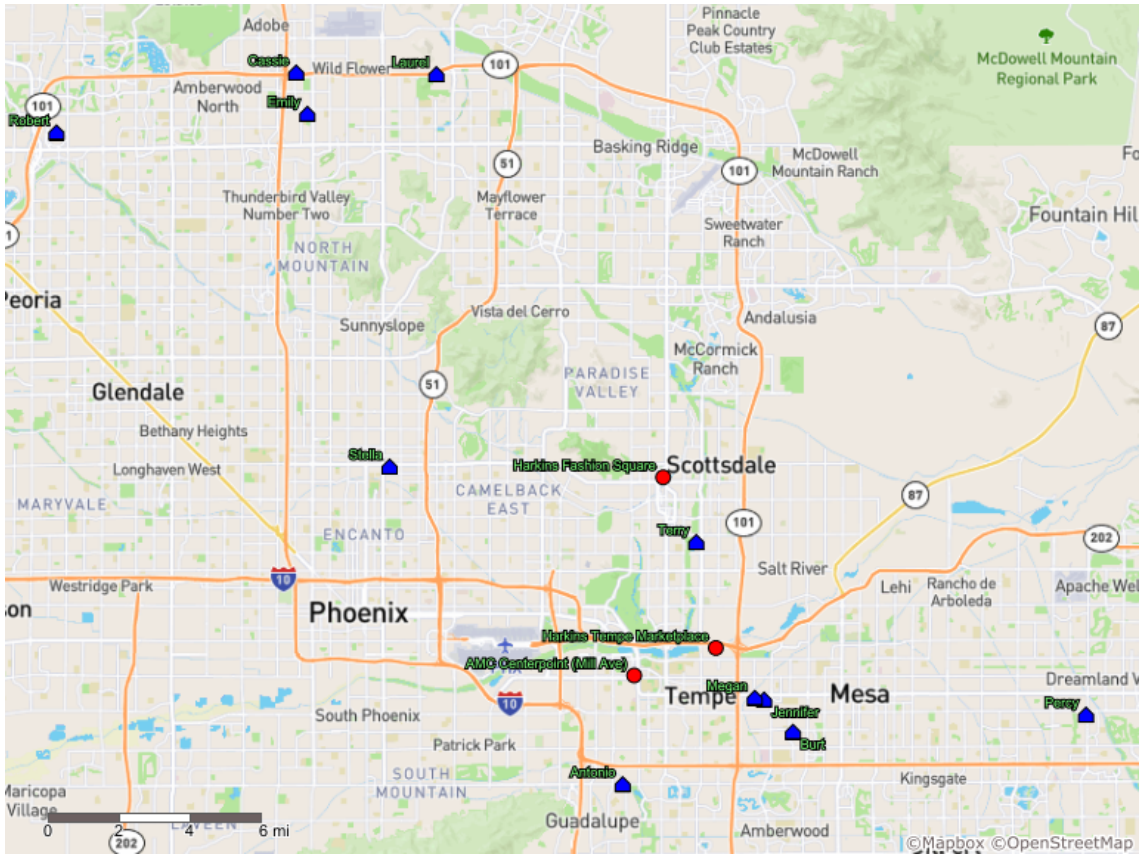 Adobe
Pinnacle
Peak Country
Club Estates
Cassie
Wild Flower
Laurel
101
McDowell Mountain
Regional Park
Amberwood
North
101
Emily
Robert
Basking Ridge
51
McDowell
Mountain Ranch
101
Thunderbird Valley
Number Two
Mayflower
Terrace
Fountain Hil
Sweetwater
Ranch
1
NORTH
MOUNTAIN
Peoria
Vista del Cerro
Sunnyslope
Andalusia
87
McCormick
Ranch
PARADISE
VALLEY
51
Glendale
Bethany Heights
Stella
Longhaven West
Harkins Fashion Square
Scottsdale
CAMELBACK
EAST
87
MARYVALE
101
ENCANTO
Terry
202
Salt River
10
Westridge Park
Lehi
Rancho de
Arboleda
Apache Wel
son
Phoenix
Harkins Tempe Marketplace
AMC Centerpoint (Mill Ave)
Dreamland W
Tempe
Megan
Mesa
10
Jennifer
Percy
South Phoenix
Burt
Patrick Park
Antonio
SOUTH
MOUNTAIN
Kingsgate
Maricopa
Village
0 2 4 6 mi
LAVEEN
Guadalupe
Amberwood
202
©Mapbox ©OpenStreetMap